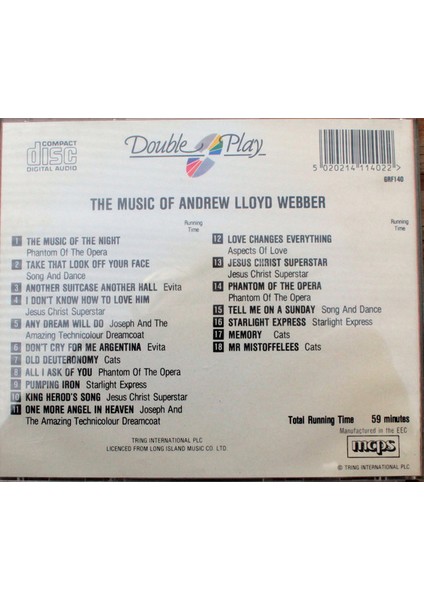 COMPACT
disc
DIGITAL AUDIO
Double Play
5 020214 114022 >
GRF140
THE MUSIC OF ANDREW LLOYD WEBBER
Running
Time
1 THE MUSIC OF THE NIGHT
Phantom Of The Opera
2 TAKE THAT LOOK OFF YOUR FACE
Song And Dance
3 ANOTHER SUITCASE ANOTHER HALL Evita
4 I DON'T KNOW HOW TO LOVE HIM
Jesus Christ Superstar
5 ANY DREAM WILL DO Joseph And The
Amazing Technicolour Dreamcoat
6 DON'T CRY FOR ME ARGENTINA Evita
7 OLD DEUTERONOMY Cats
8 ALL I ASK OF YOU Phantom Of The Opera
9 PUMPING IRON Starlight Express
10 KING HEROD'S SONG Jesus Christ Superstar
11 ONE MORE ANGEL IN HEAVEN Joseph And
The Amazing Technicolour Dreamcoat
Running
Time
12 LOVE CHANGES EVERYTHING
Aspects Of Love
13 JESUS CHRIST SUPERSTAR
Jesus Christ Superstar
14 PHANTOM OF THE OPERA
Phantom Of The Opera
15 TELL ME ON A SUNDAY Song And Dance
16 STARLIGHT EXPRESS Starlight Express
17 MEMORY Cats
18 MR MISTOFFELEES Cats
Total Running Time 59 minutes
Manufactured in the EEC
TRING INTERNATIONAL PLC
LICENCED FROM LONG ISLAND MUSIC CO. LTD.
mcps
© TRING INTERNATIONAL PLC